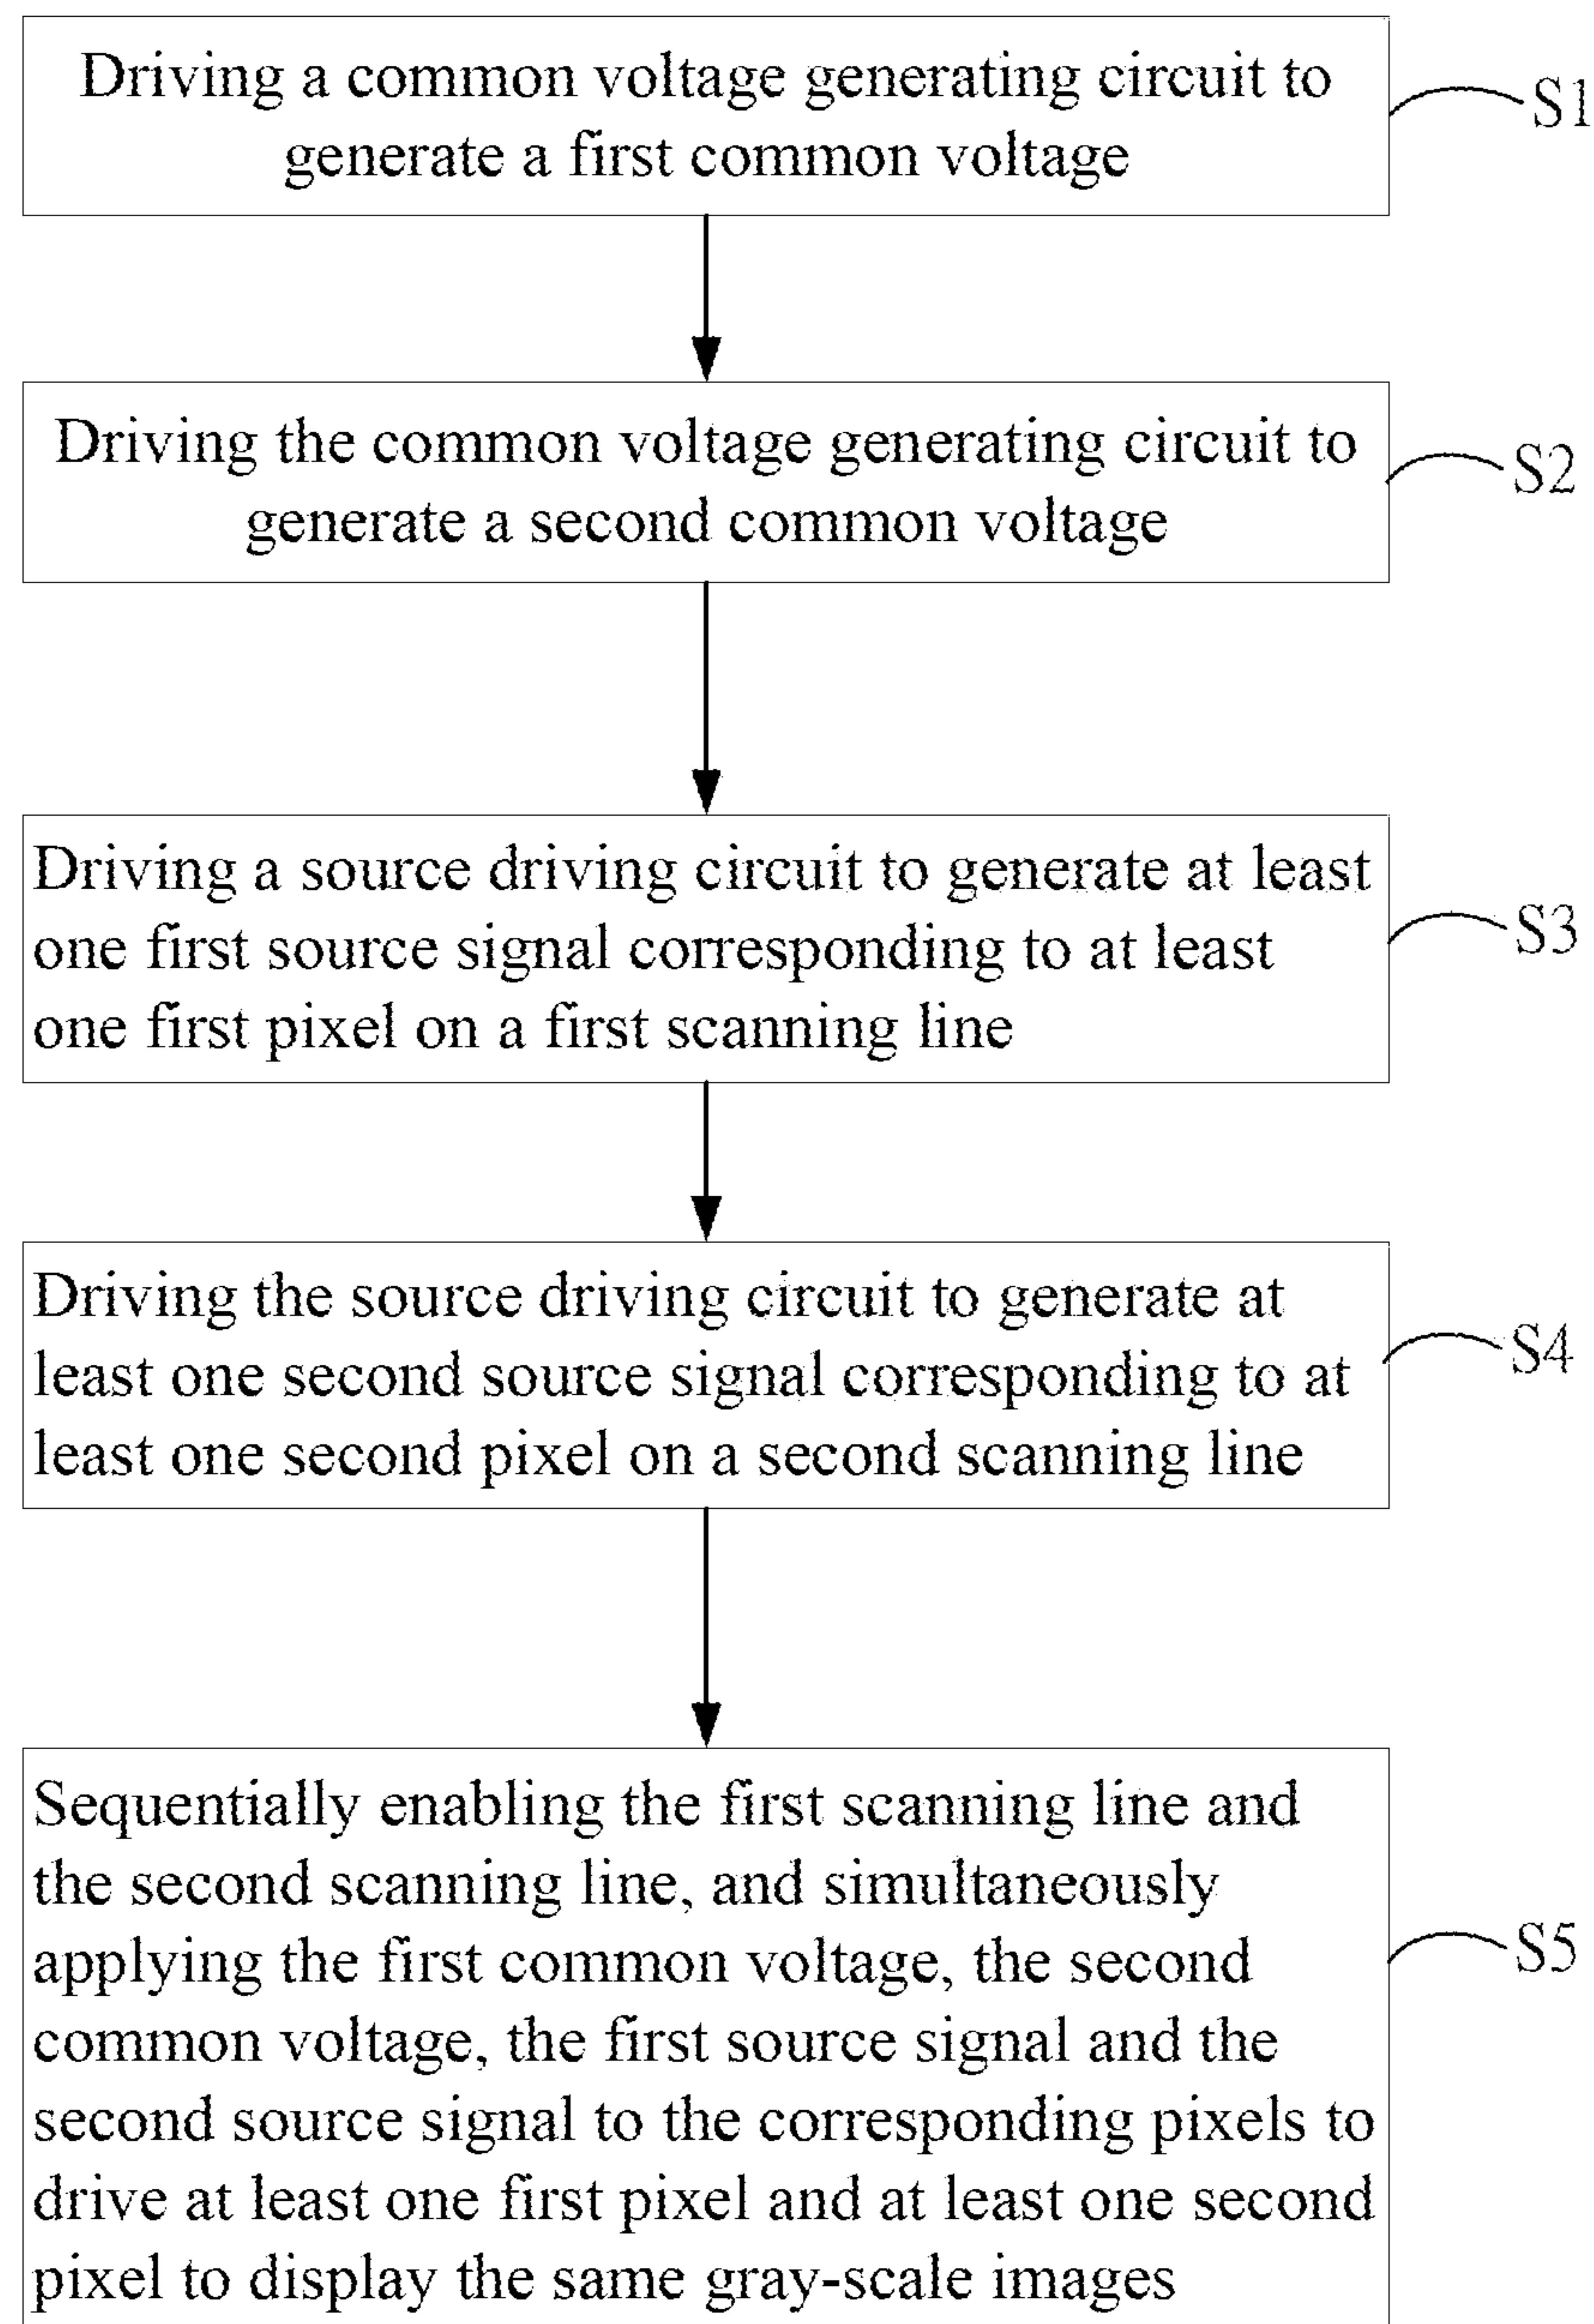 Driving a common voltage generating circuit to
generate a first common voltage
S1
Driving the common voltage generating circuit to
generate a second common voltage
S2
Driving a source driving circuit to generate at least
one first source signal corresponding to at least
one first pixel on a first scanning line
S3
Driving the source driving circuit to generate at
least one second source signal corresponding to at
least one second pixel on a second scanning line
S4
Sequentially enabling the first scanning line and
the second scanning line, and simultaneously
applying the first common voltage, the second
common voltage, the first source signal and the
second source signal to the corresponding pixels to
drive at least one first pixel and at least one second
pixel to display the same gray-scale images
S5